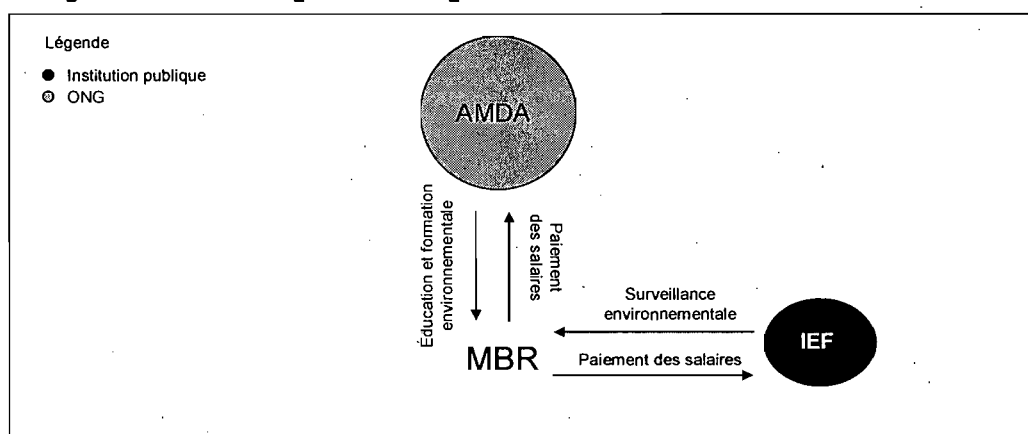 Légende
Institution publique
ONG
AMDA
Éducation et formation
environnementale
Paiement
des salaires
Surveillance
environnementale
IEF
MBR
Paiement des salaires